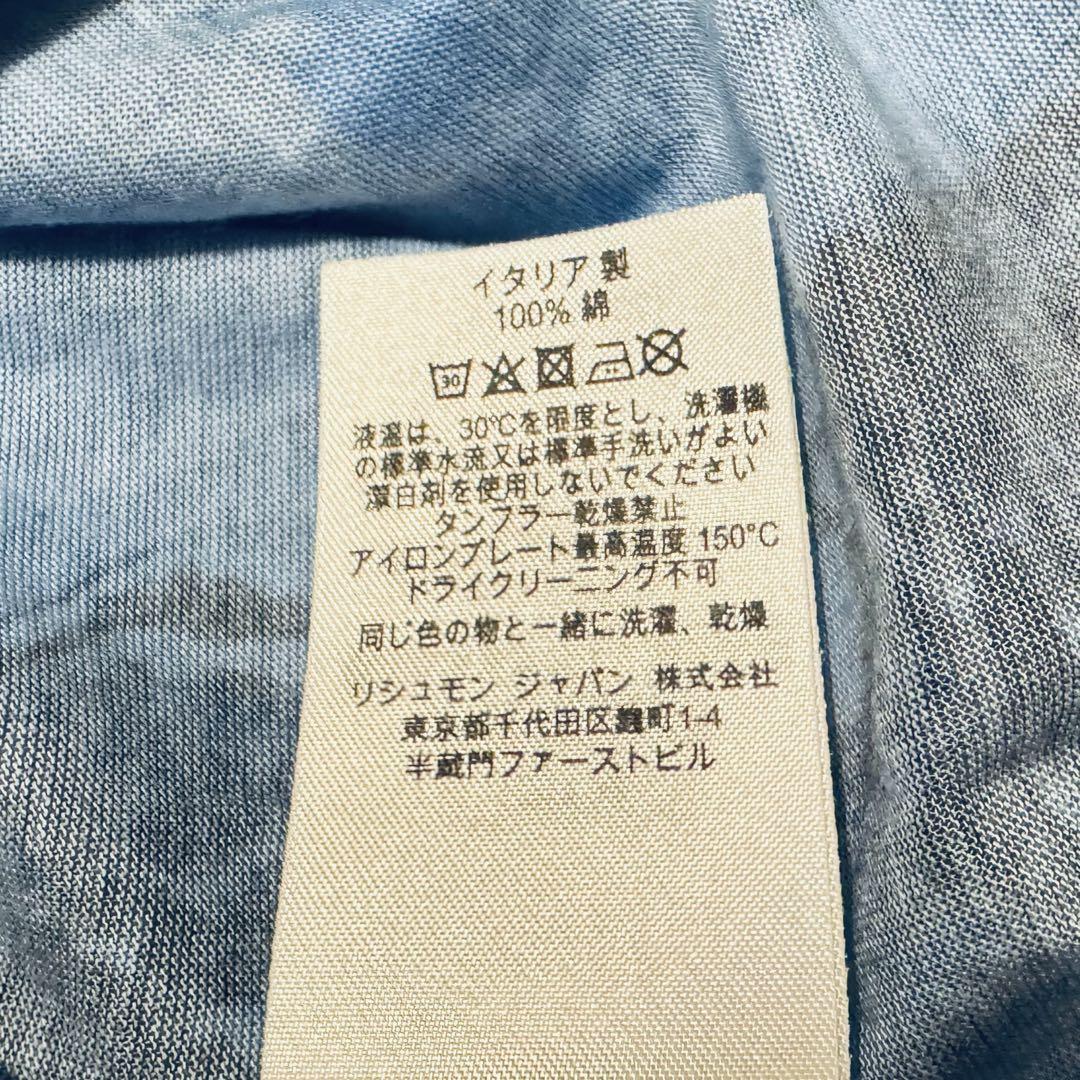 イタリア 製
100% 綿
30
液温は、30℃を限度とし、洗濯機
の標準水流又は標準手洗いがよい
漂白剤を使用しないでください
タンブラー乾燥禁止
アイロンプレート最高温度 150°C
ドライクリーニング不可
同じ色の物と一緒に洗濯、乾燥
リシュモン ジャパン 株式会社
東京都千代田区麹町1-4
半蔵門ファーストビル